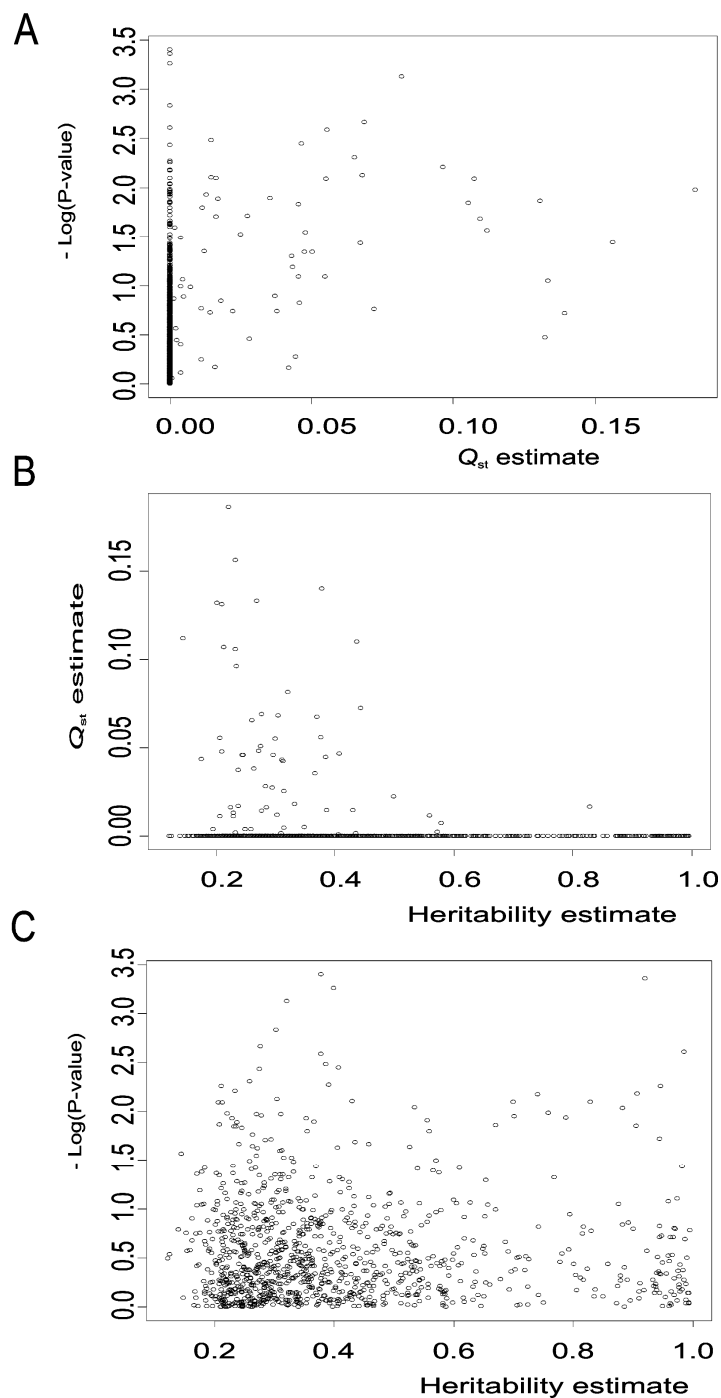 A
3.5
3.0
2.5
2.0
1.5
1.0
0.5
0.0
- Log(P-value)
0.00 0.05 0.10 0.15
Qst estimate
B
0.15
0.10
0.05
0.00
Qst estimate
0.2 0.4 0.6 0.8 1.0
Heritability estimate
C
3.5
3.0
2.5
2.0
1.5
1.0
0.5
0.0
- Log(P-value)
0.2 0.4 0.6 0.8 1.0
Heritability estimate